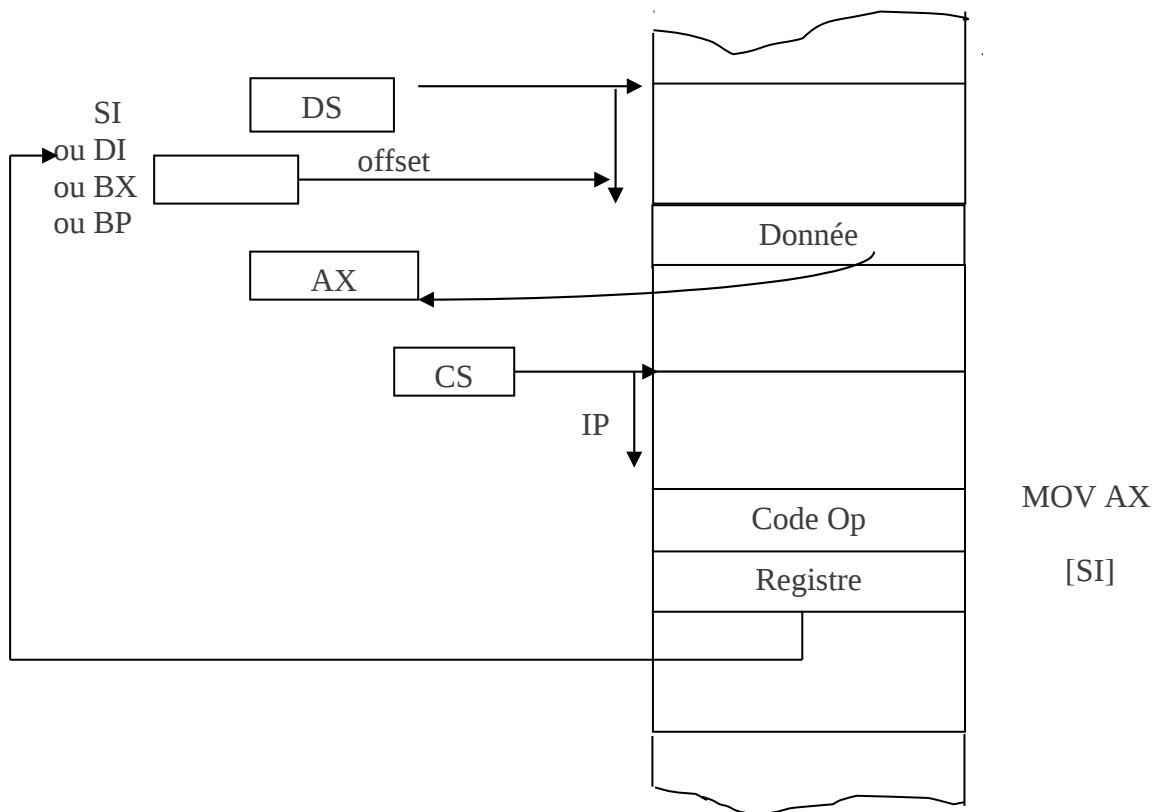 DS
SI
ou DI
ou BX
ou BP
offset
Donnée
AX
CS
IP
Code Op
MOV AX
Registre
[SI]